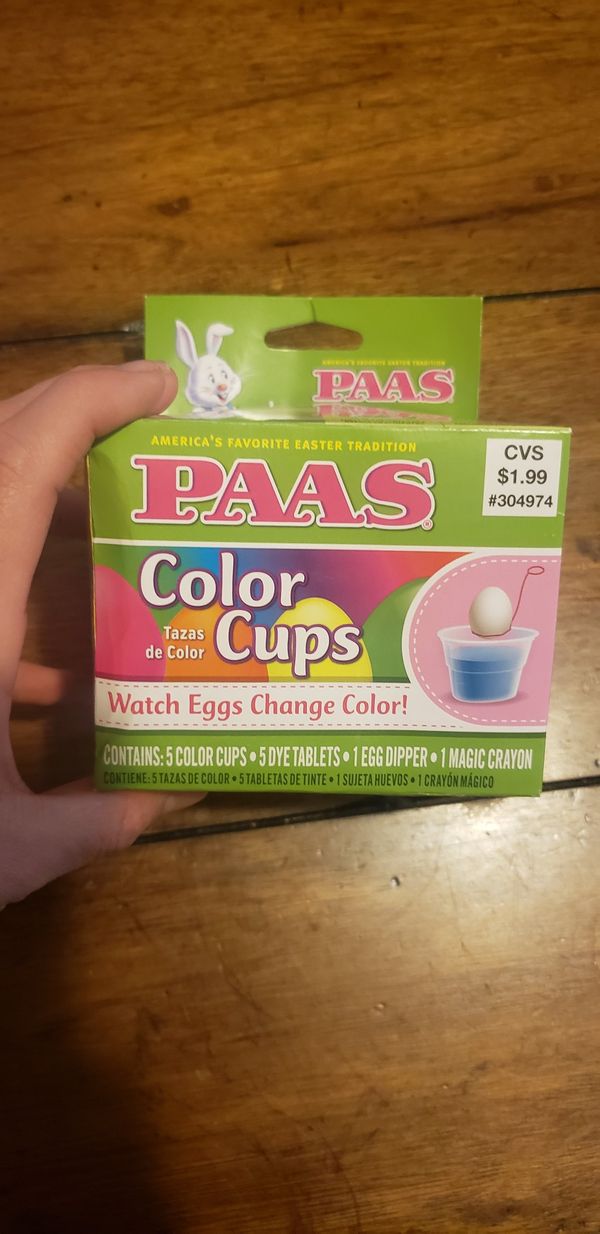 AMERICA'S FAVORITE EASTER TRADITION
PAAS
AMERICA'S FAVORITE EASTER TRADITION
PAAS®
CVS
$1.99
#304974
Color
Cups
Tazas
de Color
Watch Eggs Change Color!
CONTAINS: 5 COLOR CUPS • 5 DYE TABLETS • 1 EGG DIPPER • 1 MAGIC CRAYON
CONTIENE: 5 TAZAS DE COLOR • 5 TABLETAS DE TINTE • 1 SUJETA HUEVOS • 1 CRAYÓN MÁGICO